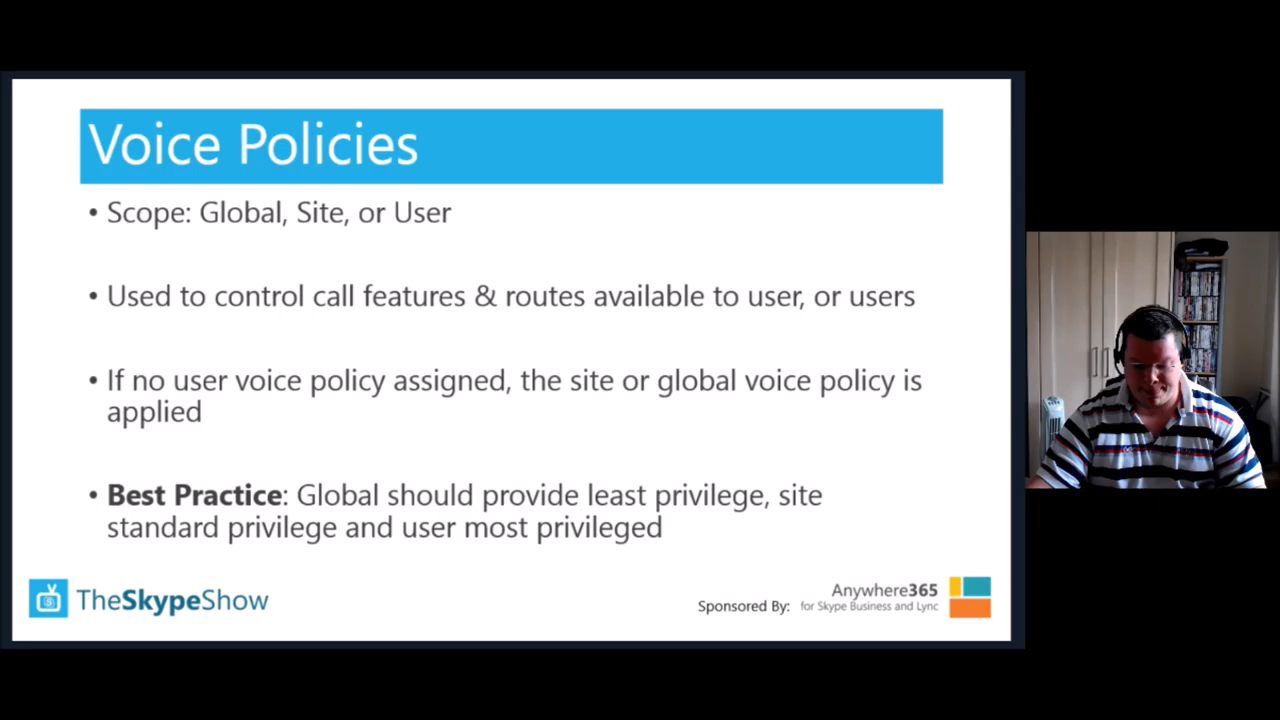 Voice Policies
• Scope: Global, Site, or User
• Used to control call features & routes available to user, or users
• If no user voice policy assigned, the site or global voice policy is
applied
• Best Practice: Global should provide least privilege, site
standard privilege and user most privileged
TheSkypeShow
Sponsored By:
Anywhere365
for Skype Business and Lync